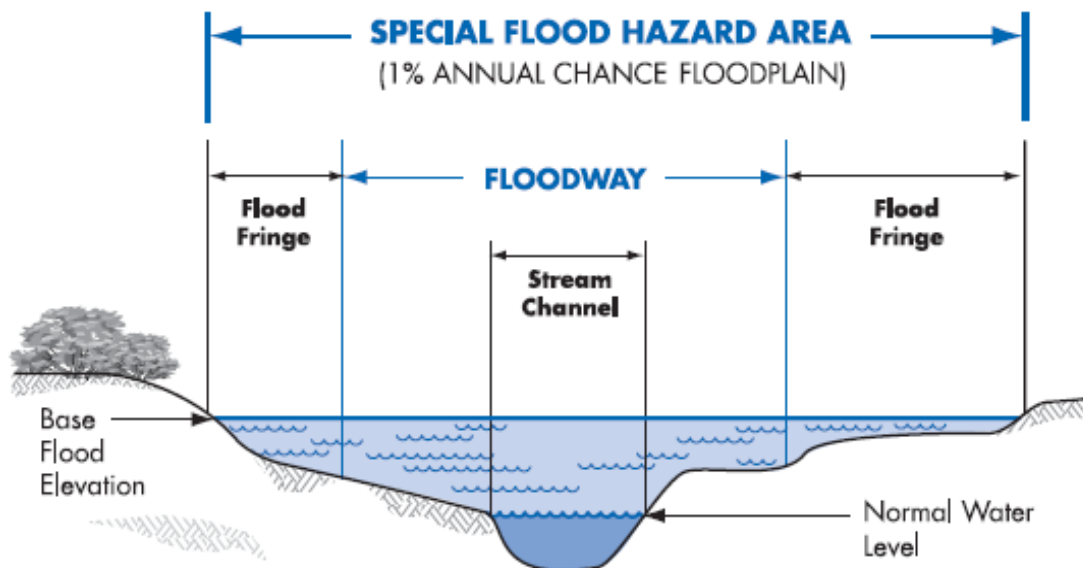 SPECIAL FLOOD HAZARD AREA
(1% ANNUAL CHANCE FLOODPLAIN)
FLOODWAY
Flood
Fringe
Flood
Fringe
Stream
Channel
Base
Flood
Elevation
Normal Water
Level